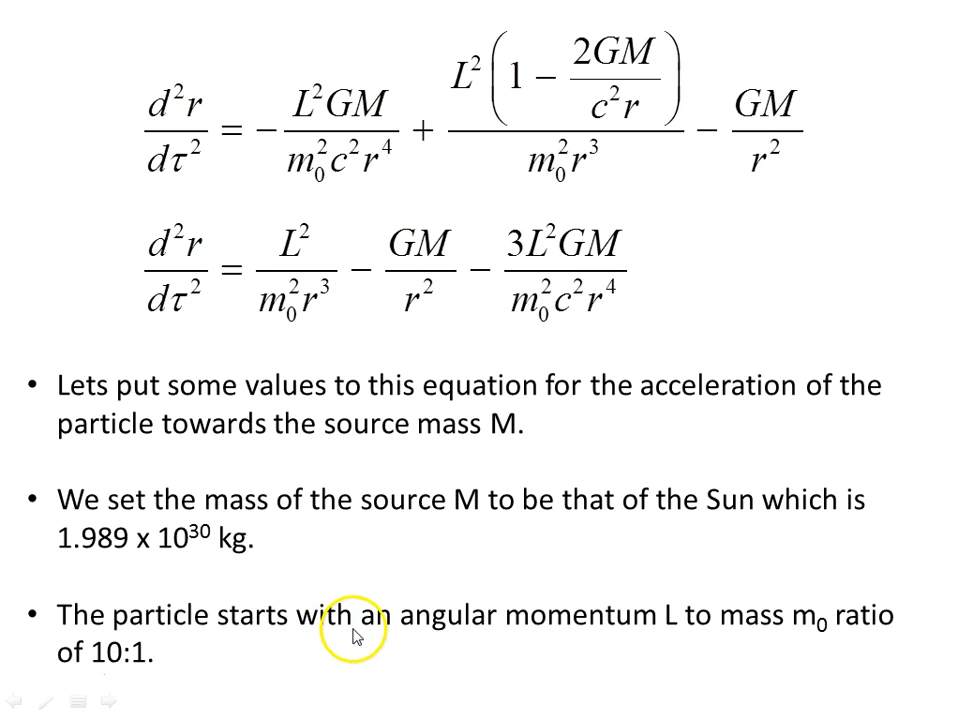 d²r/dτ² = − L²GM/m₀²c²r⁴ + L²(1 − 2GM/c²r)/m₀²r³ − GM/r²
d²r/dτ² = L²/m₀²r³ − GM/r² − 3L²GM/m₀²c²r⁴
• Lets put some values to this equation for the acceleration of the
particle towards the source mass M.
• We set the mass of the source M to be that of the Sun which is
1.989 x 10³⁰ kg.
• The particle starts with an angular momentum L to mass m₀ ratio
of 10:1.